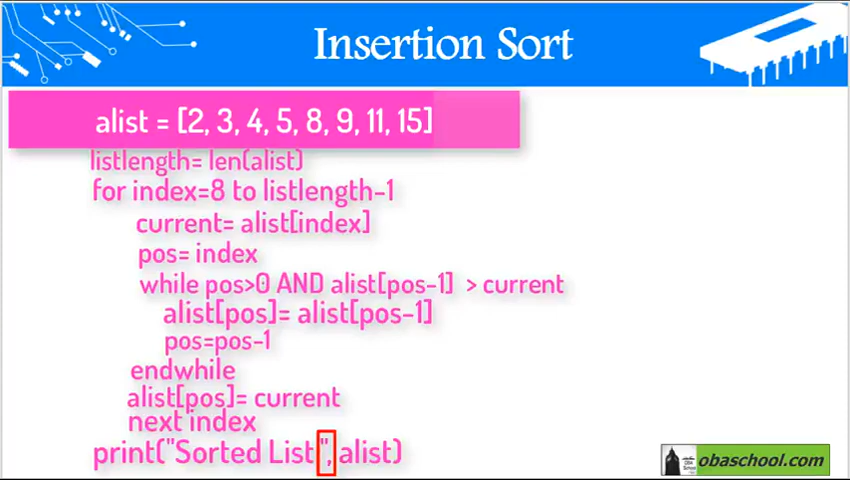 Insertion Sort
alist = [2, 3, 4, 5, 8, 9, 11, 15]
listlength= len(alist)
for index=8 to listlength-1
current= alist[index]
pos= index
while pos>0 AND alist[pos-1] > current
alist[pos]= alist[pos-1]
pos=pos-1
endwhile
alist[pos]= current
next index
print("Sorted List ", alist)
obaschool.com